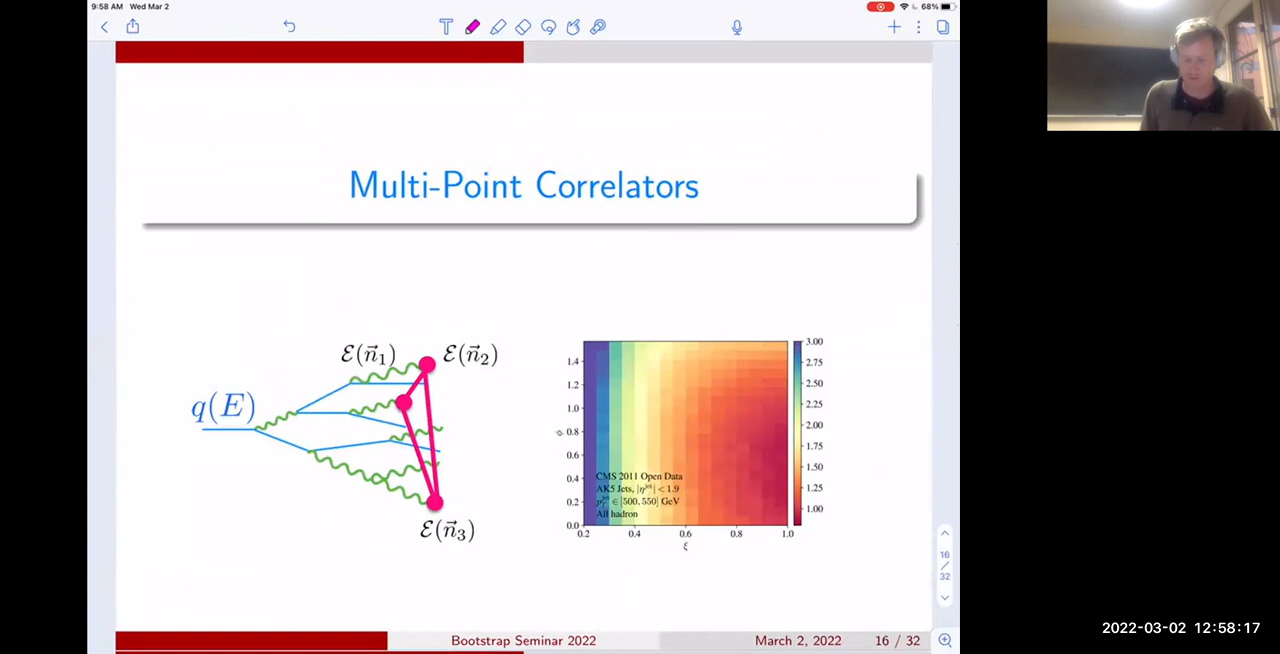 9:58 AM Wed Mar 2
68%
Multi-Point Correlators
ℰ(n⃗₁) ℰ(n⃗₂)
q(E)
ℰ(n⃗₃)
3.00
2.75
2.50
2.25
2.00
1.75
1.50
1.25
1.00
1.4
1.2
1.0
0.8
0.6
0.4
0.2
0.0
ϕ
CMS 2011 Open Data
AK5 Jets, |η^jet| < 1.9
p_T^jet ∈ [500, 550] GeV
All hadron
0.2 0.4 0.6 0.8 1.0
ξ
16
/
32
Bootstrap Seminar 2022 March 2, 2022 16 / 32
2022-03-02 12:58:17